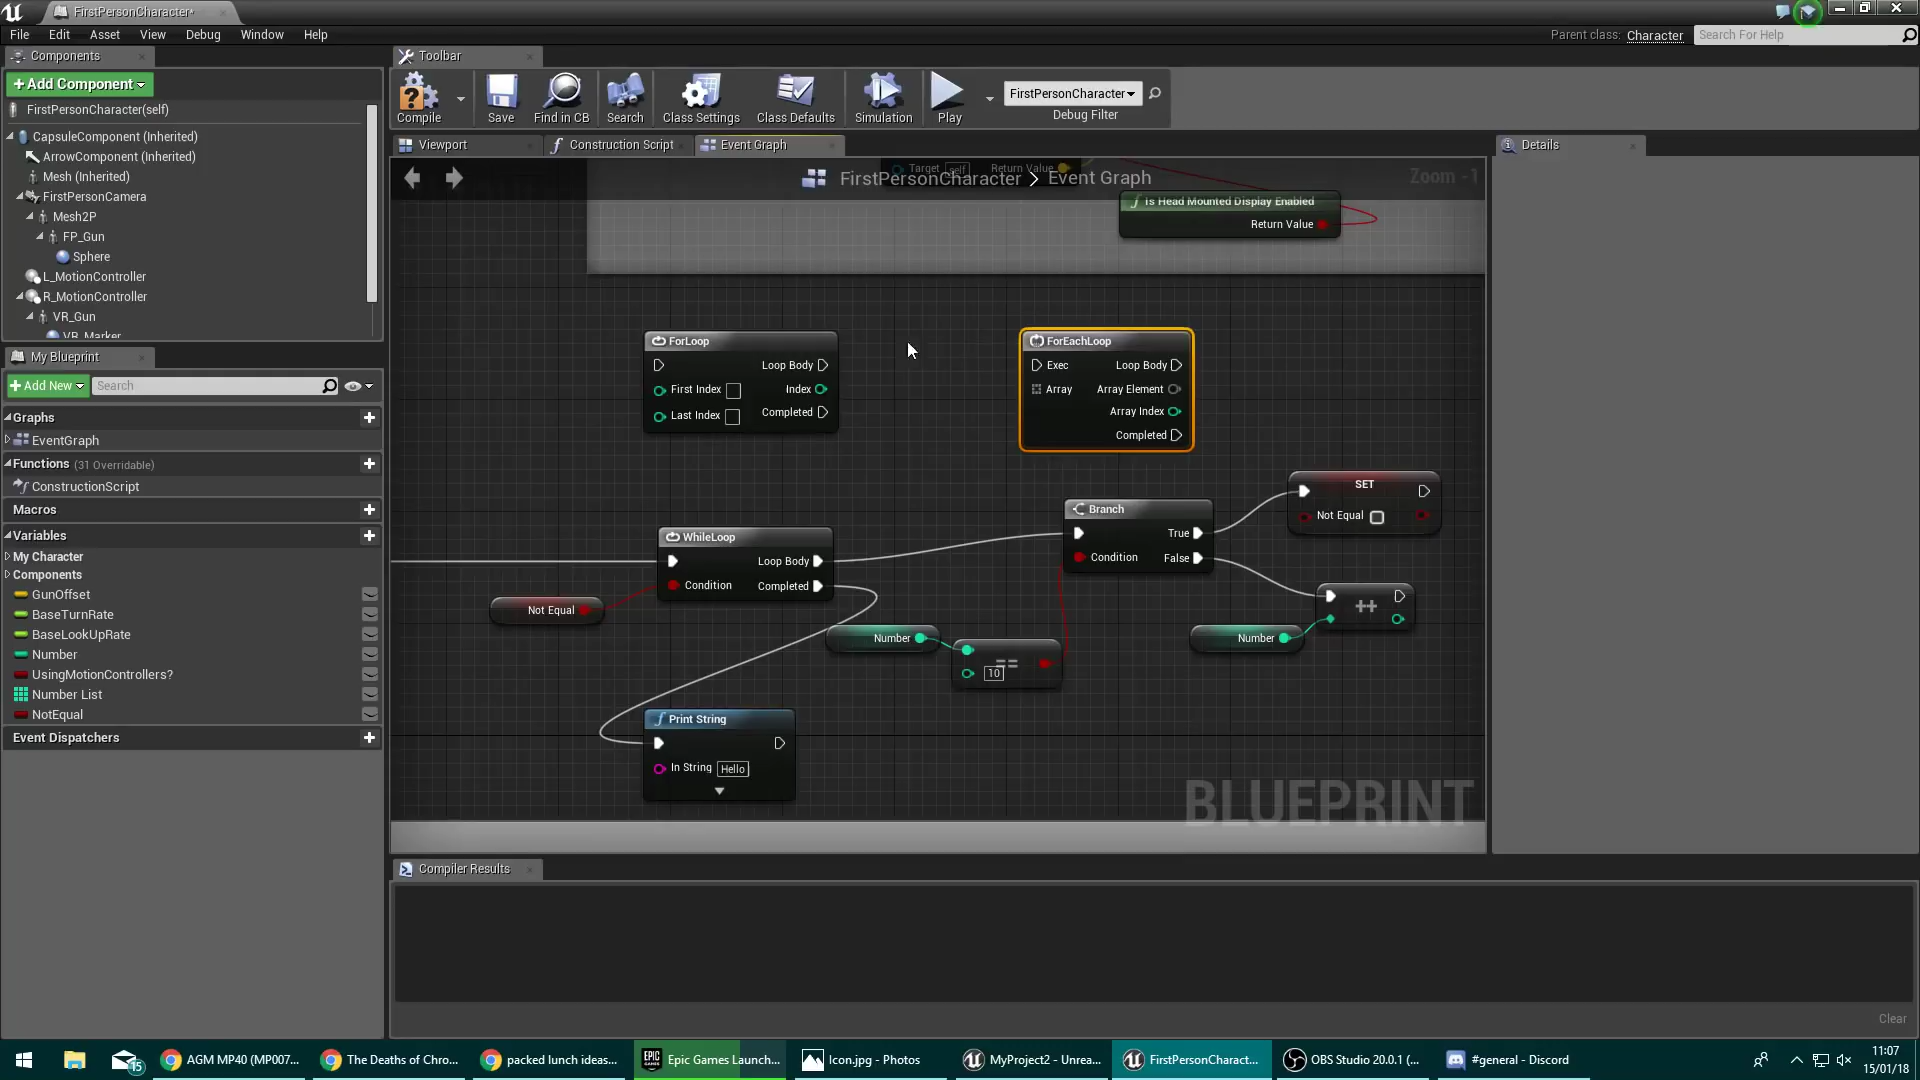 FirstPersonCharacter*
File Edit Asset View Debug Window Help
Parent class: Character
Search For Help
Components
Add Component
FirstPersonCharacter(self)
CapsuleComponent (Inherited)
ArrowComponent (Inherited)
Mesh (Inherited)
FirstPersonCamera
Mesh2P
FP_Gun
Sphere
L_MotionController
R_MotionController
VR_Gun
VR_Marker
My Blueprint
Add New
Search
Graphs
EventGraph
Functions (31 Overridable)
ConstructionScript
Macros
Variables
My Character
Components
GunOffset
BaseTurnRate
BaseLookUpRate
Number
UsingMotionControllers?
Number List
NotEqual
Event Dispatchers
Toolbar
Compile
Save
Find in CB
Search
Class Settings
Class Defaults
Simulation
Play
FirstPersonCharacter
Debug Filter
Viewport
Construction Script
Event Graph
FirstPersonCharacter > Event Graph
Zoom -1
Target self Return Value
Is Head Mounted Display Enabled
Return Value
ForLoop
Loop Body
First Index
Index
Last Index
Completed
ForEachLoop
Exec
Loop Body
Array
Array Element
Array Index
Completed
SET
Not Equal
Branch
True
Condition
False
WhileLoop
Loop Body
Condition
Completed
Not Equal
++
Number
Number
==
10
Print String
In String Hello
BLUEPRINT
Details
Compiler Results
Clear
15
AGM MP40 (MP007...
The Deaths of Chro...
packed lunch ideas...
Epic Games Launch...
Icon.jpg - Photos
MyProject2 - Unrea...
FirstPersonCharact...
OBS Studio 20.0.1 (...
#general - Discord
11:07
15/01/18